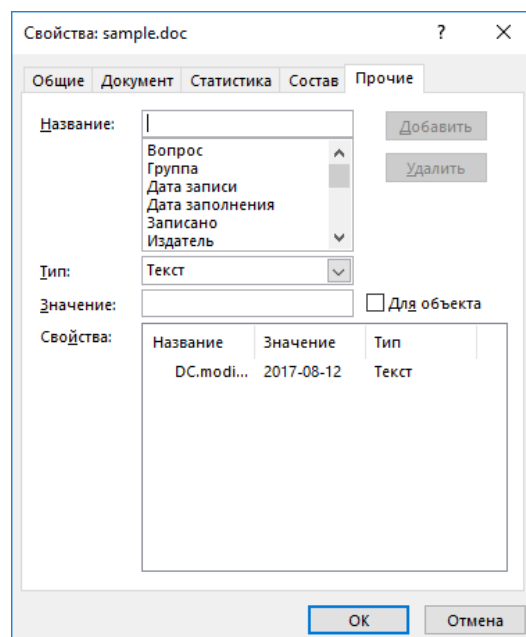 Свойства: sample.doc ?
Общие Документ Статистика Состав Прочие
Название: Добавить
Вопрос
Группа Удалить
Дата записи
Дата заполнения
Записано
Издатель
Тип: Текст
Значение: Для объекта
Свойства:
Название Значение Тип
DC.modi... 2017-08-12 Текст
ОК Отмена